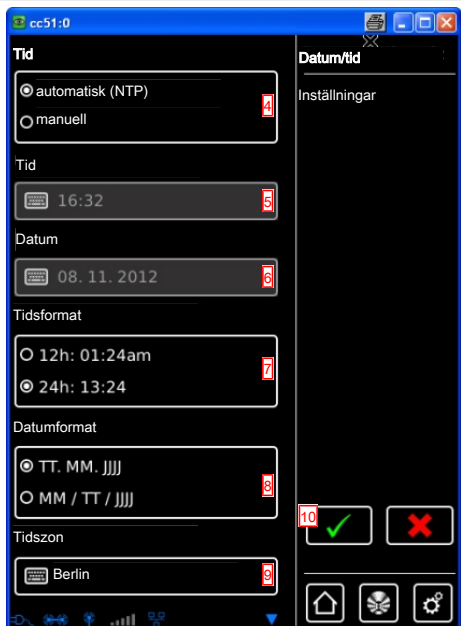 cc51:0
Tid
automatisk (NTP)
manuell
4
Tid
16:32
5
Datum
08. 11. 2012
6
Tidsformat
12h: 01:24am
24h: 13:24
7
Datumformat
TT. MM. JJJJ
MM / TT / JJJJ
8
Tidszon
Berlin
9
Datum/tid
Inställningar
10